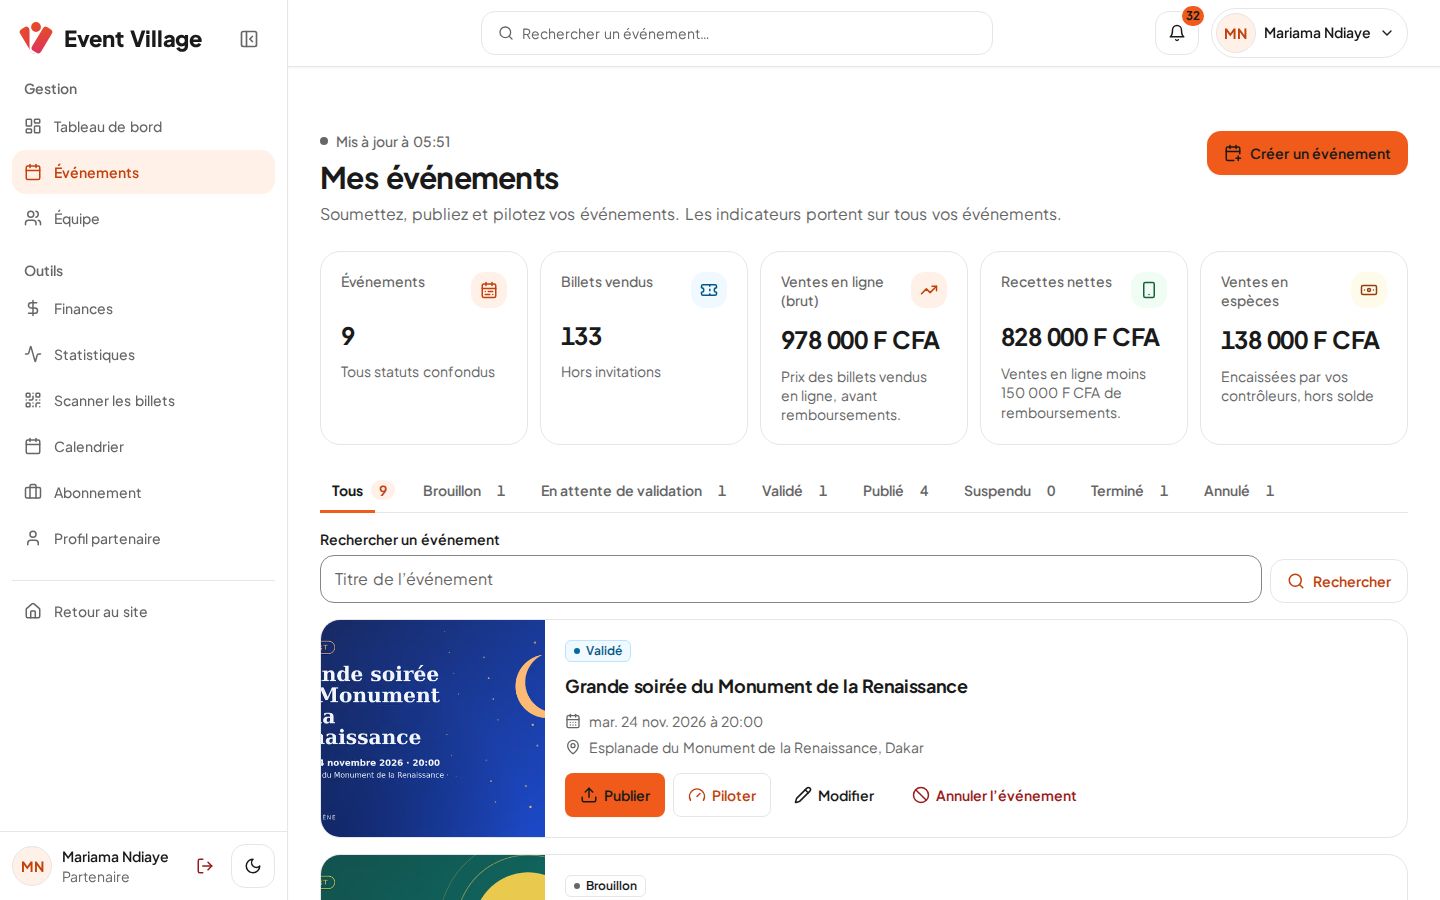 Event Village
Rechercher un événement...
32
MN
Mariama Ndiaye
Gestion
Tableau de bord
Événements
Équipe
Outils
Finances
Statistiques
Scanner les billets
Calendrier
Abonnement
Profil partenaire
Retour au site
MN
Mariama Ndiaye
Partenaire
Mis à jour à 05:51
Mes événements
Créer un événement
Soumettez, publiez et pilotez vos événements. Les indicateurs portent sur tous vos événements.
Événements
9
Tous statuts confondus
Billets vendus
133
Hors invitations
Ventes en ligne
(brut)
978 000 F CFA
Prix des billets vendus
en ligne, avant
remboursements.
Recettes nettes
828 000 F CFA
Ventes en ligne moins
150 000 F CFA de
remboursements.
Ventes en
espèces
138 000 F CFA
Encaissées par vos
contrôleurs, hors solde
Tous 9
Brouillon 1
En attente de validation 1
Validé 1
Publié 4
Suspendu 0
Terminé 1
Annulé 1
Rechercher un événement
Titre de l’événement
Rechercher
nde soirée
Monument
la
naissance
4 novembre 2026 · 20:00
du Monument de la Renaissance
ÈNE
Validé
Grande soirée du Monument de la Renaissance
mar. 24 nov. 2026 à 20:00
Esplanade du Monument de la Renaissance, Dakar
Publier
Piloter
Modifier
Annuler l’événement
Brouillon